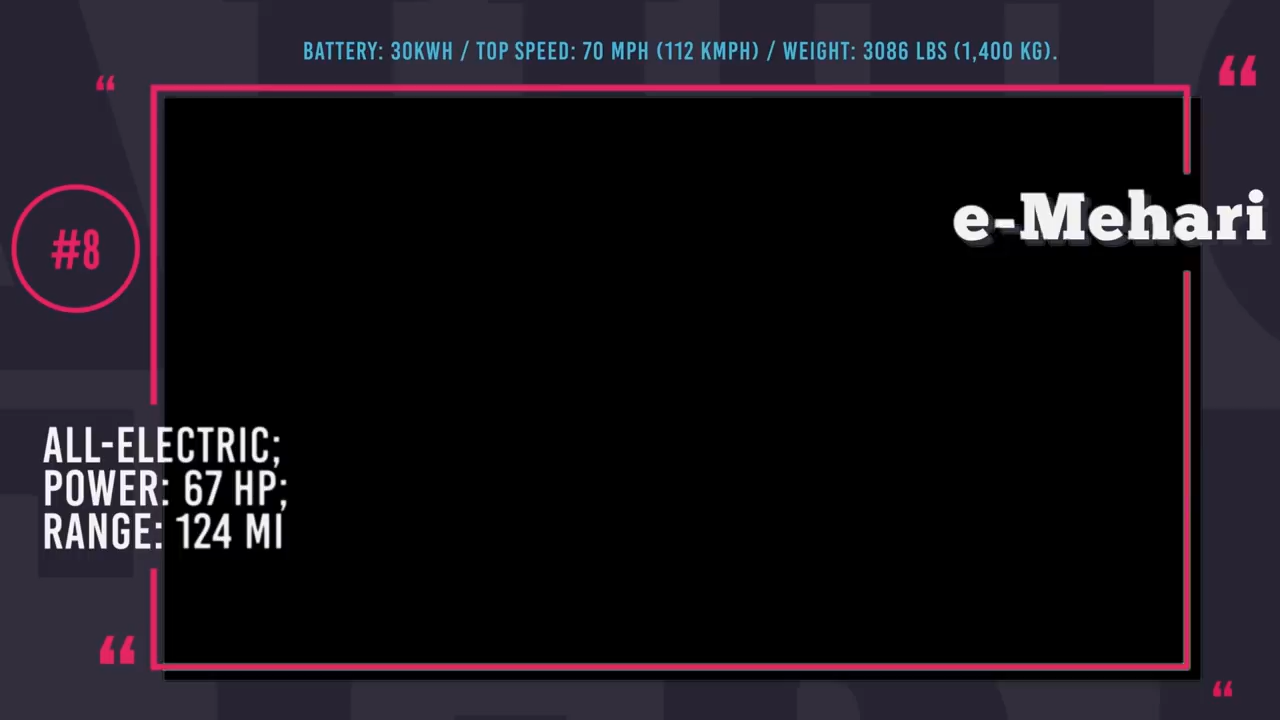 BATTERY: 30KWH / TOP SPEED: 70 MPH (112 KMPH) / WEIGHT: 3086 LBS (1,400 KG).
e-Mehari
#8
ALL-ELECTRIC;
POWER: 67 HP;
RANGE: 124 MI